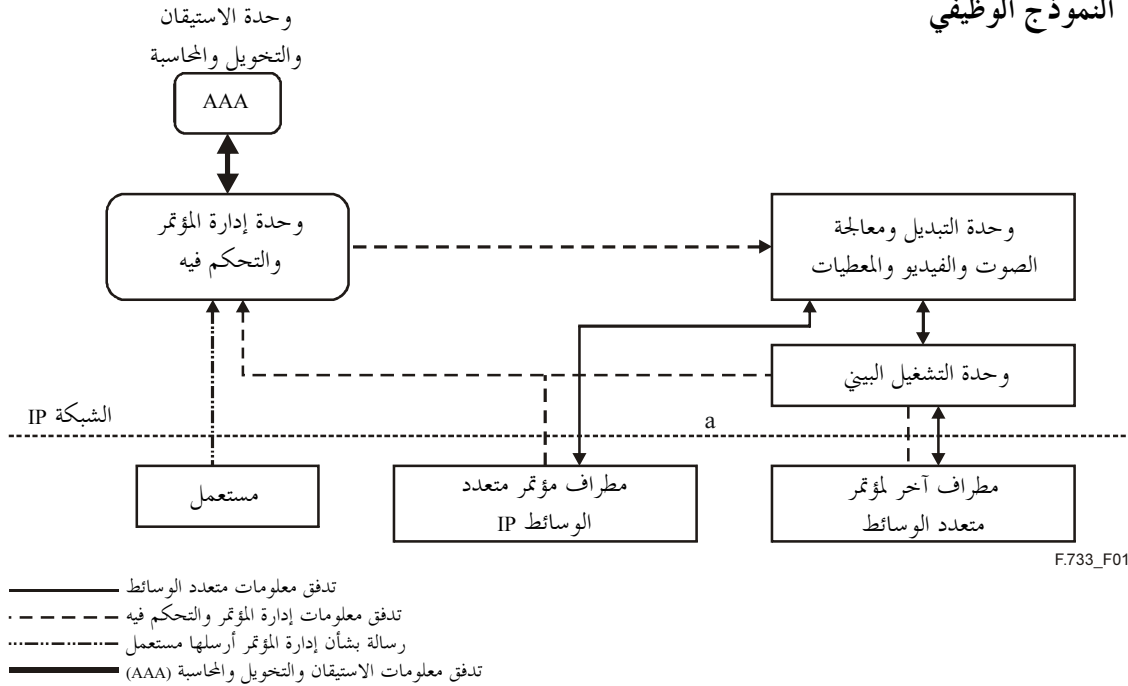 النموذج الوظيفي
وحدة الاستيقان
والتخويل والمحاسبة
AAA
وحدة إدارة المؤتمر
والتحكم فيه
وحدة التبديل ومعالجة
الصوت والفيديو والمعطيات
وحدة التشغيل البيني
الشبكة IP
a
مستعمل
مطراف مؤتمر متعدد
الوسائط IP
مطراف آخر لمؤتمر
متعدد الوسائط
F.733_F01
تدفق معلومات متعدد الوسائط
تدفق معلومات إدارة المؤتمر والتحكم فيه
رسالة بشأن إدارة المؤتمر أرسلها مستعمل
تدفق معلومات الاستيقان والتخويل والمحاسبة (AAA)